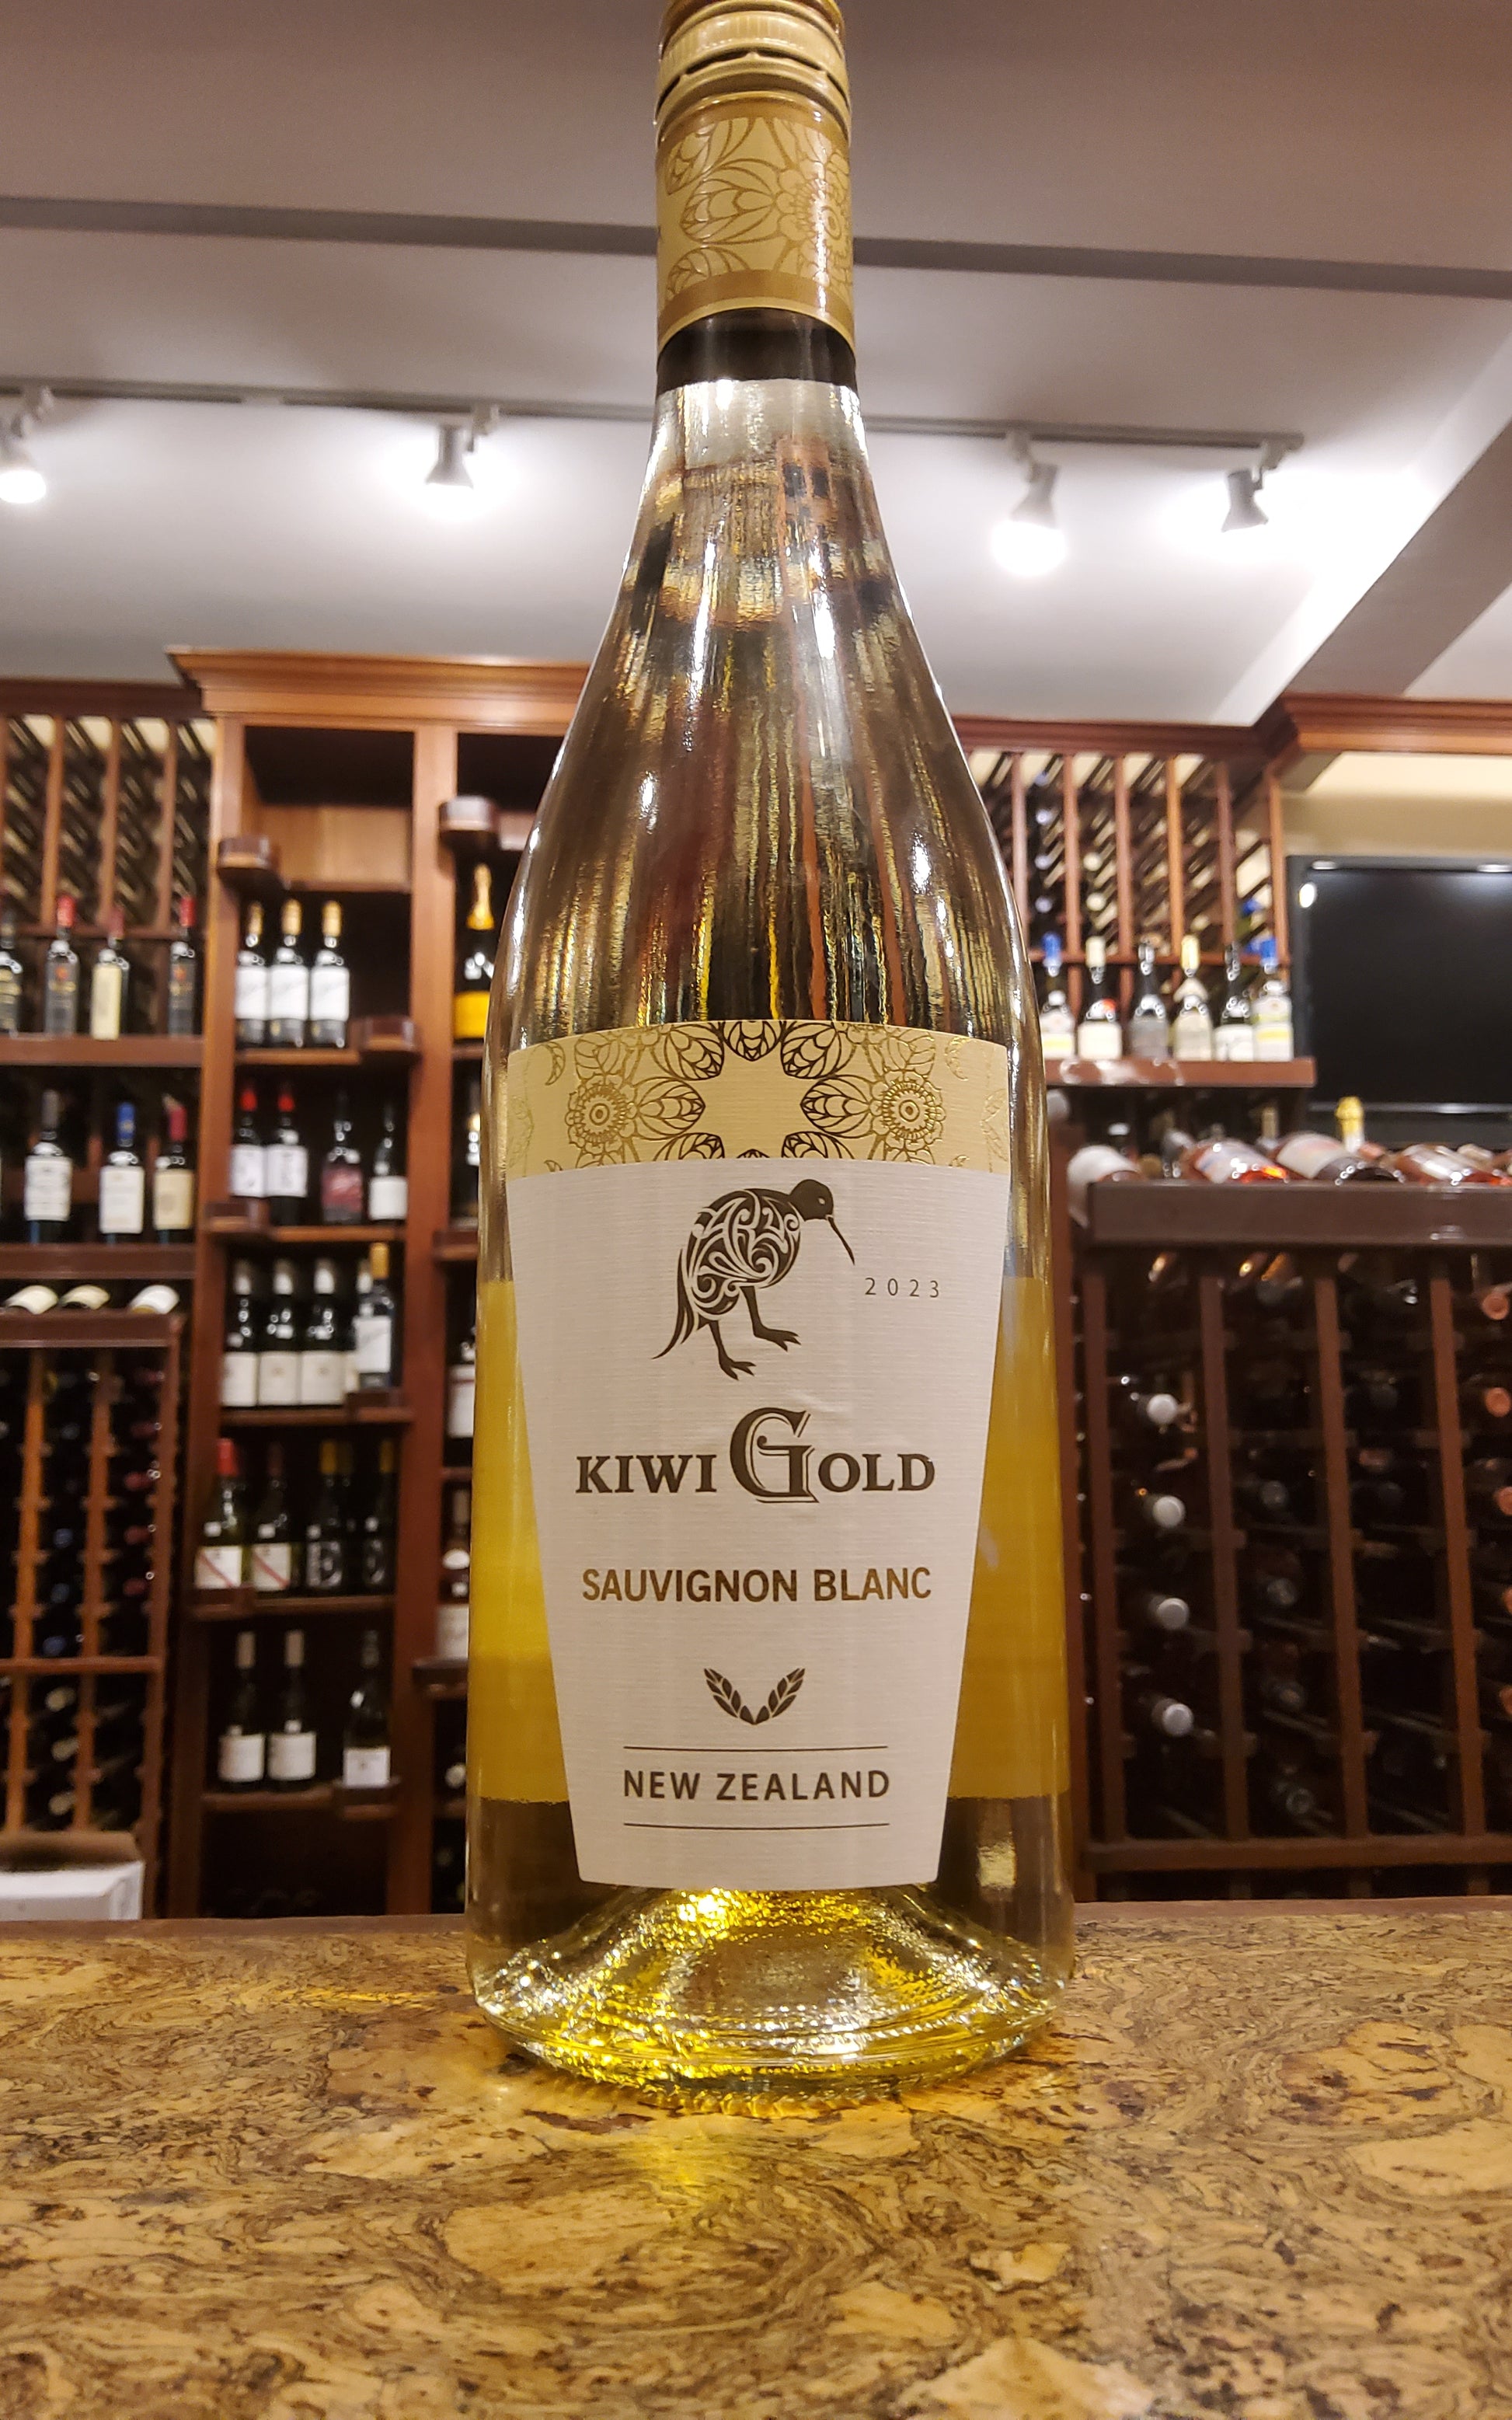 2023
KIWI GOLD
SAUVIGNON BLANC
NEW ZEALAND